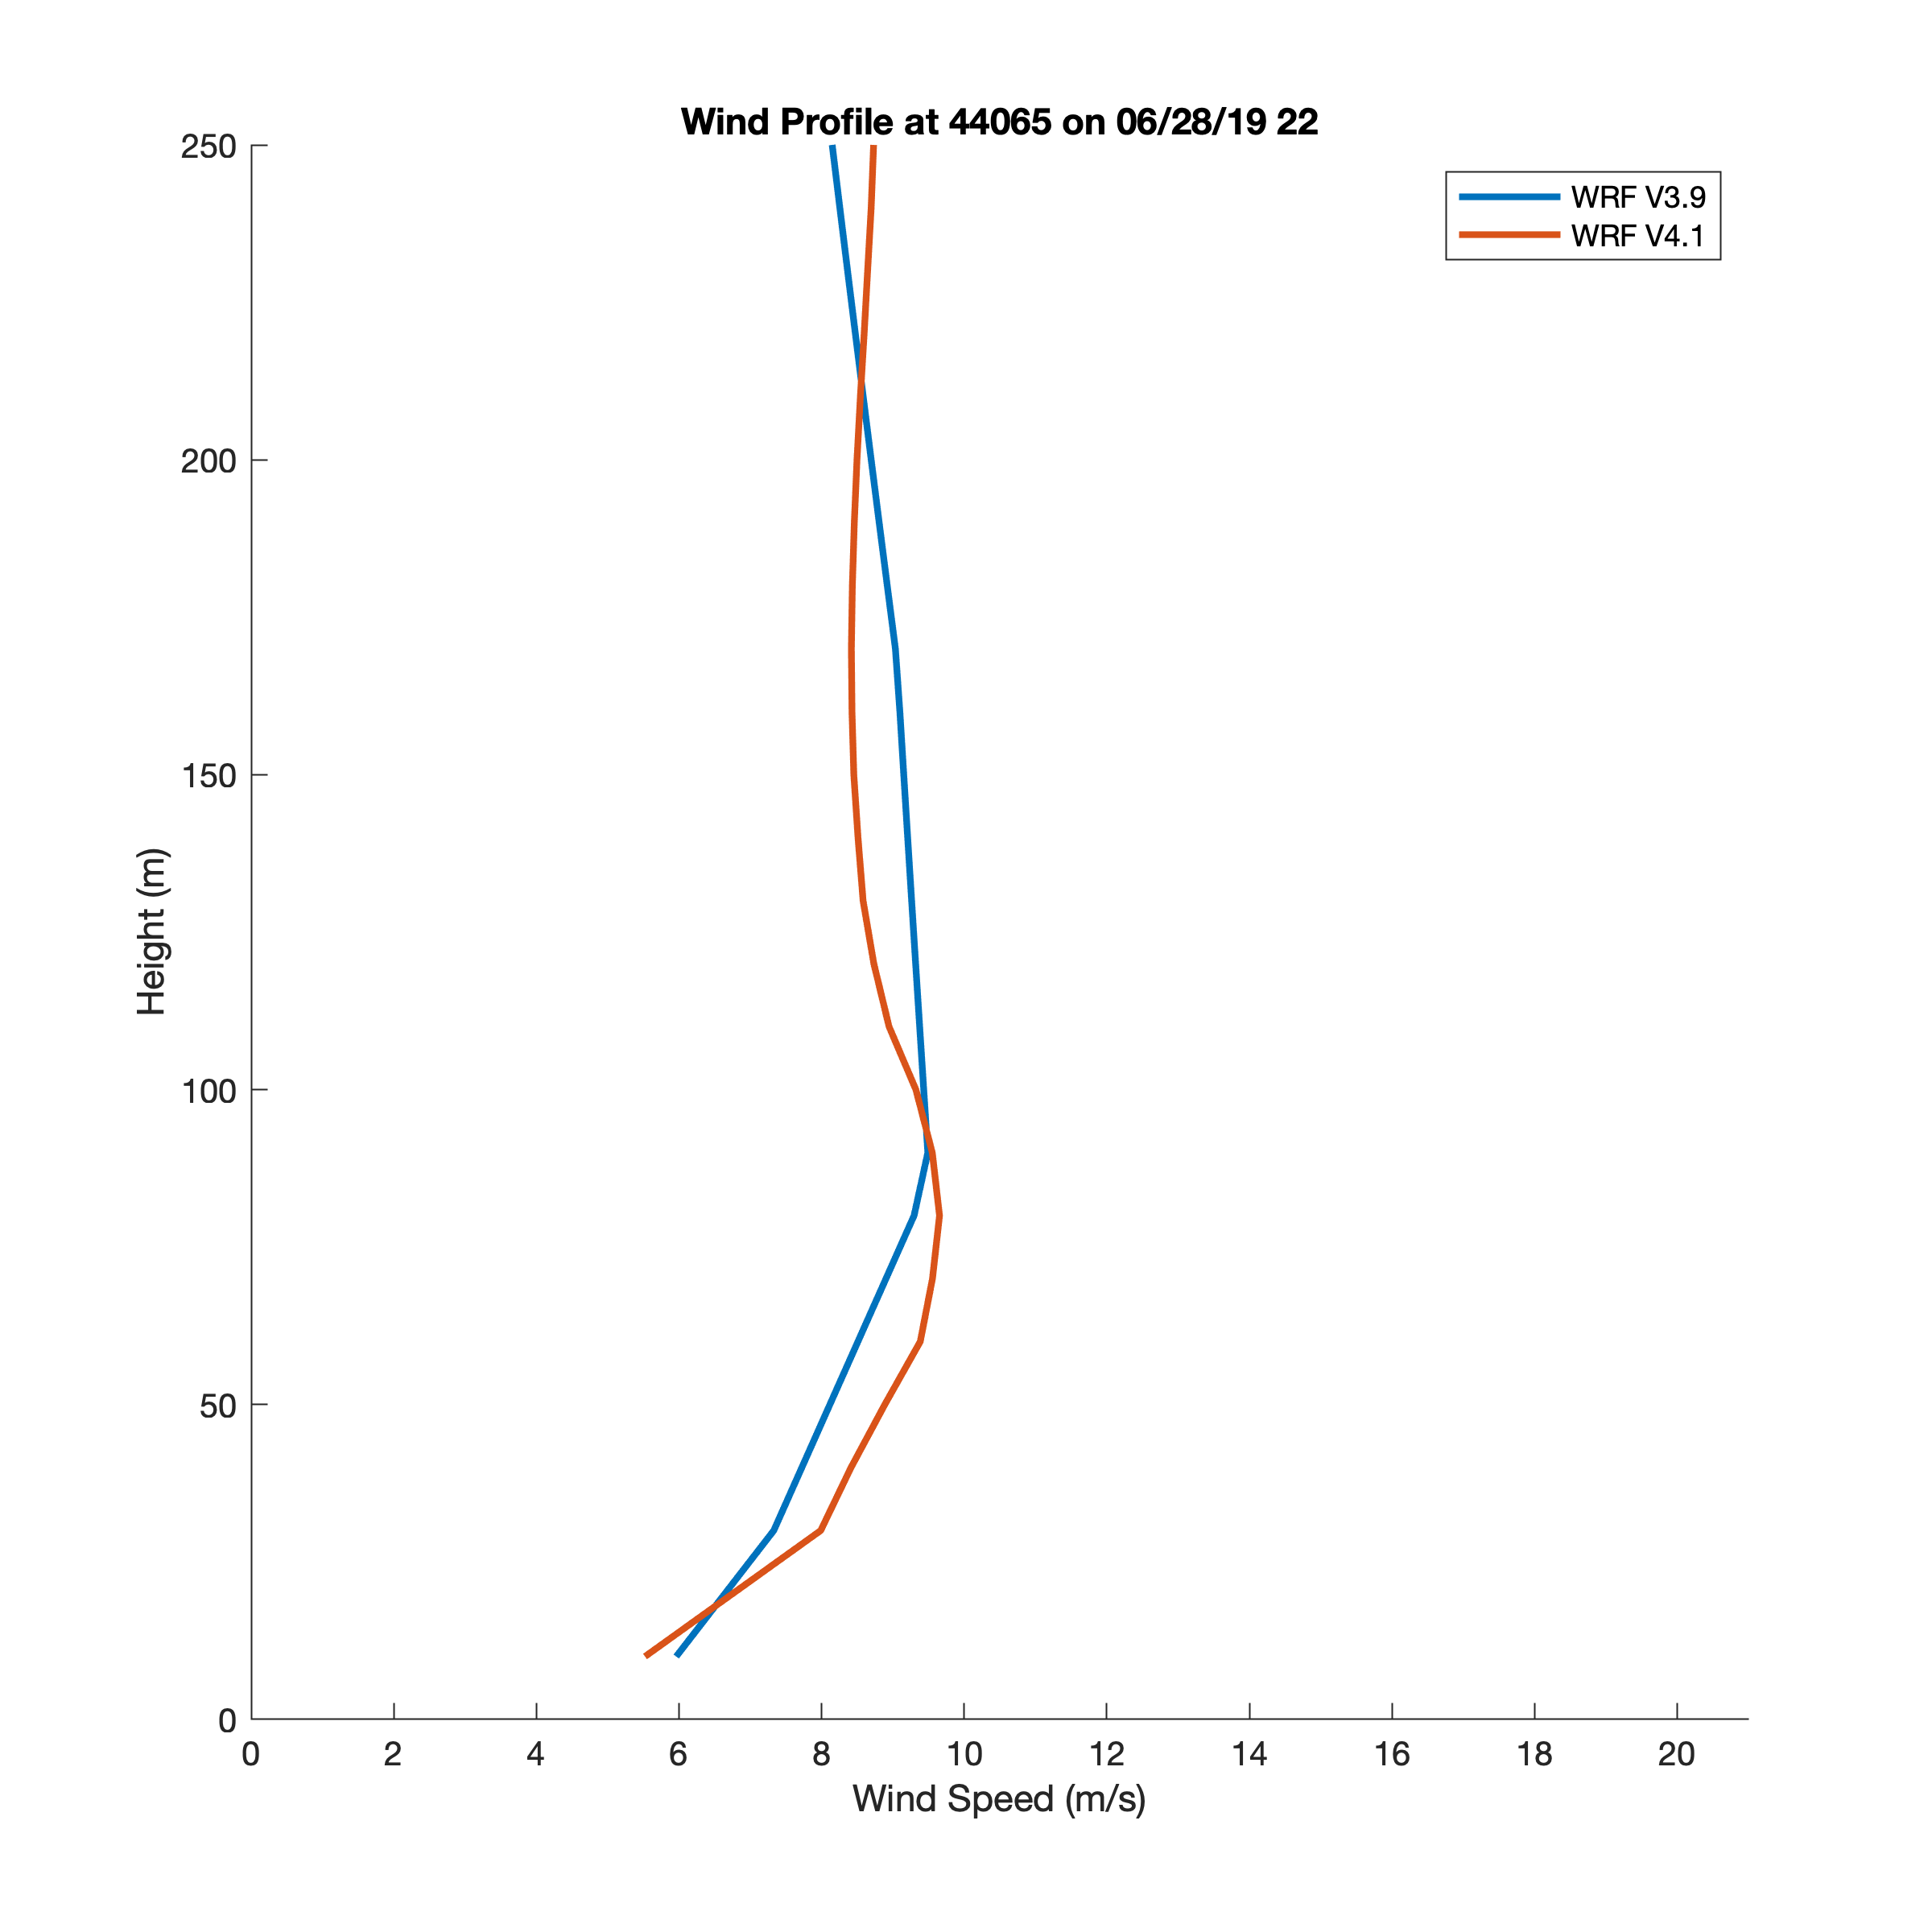 Wind Profile at 44065 on 06/28/19 22
WRF V3.9
WRF V4.1
250
200
150
100
50
0
Height (m)
0 2 4 6 8 10 12 14 16 18 20
Wind Speed (m/s)